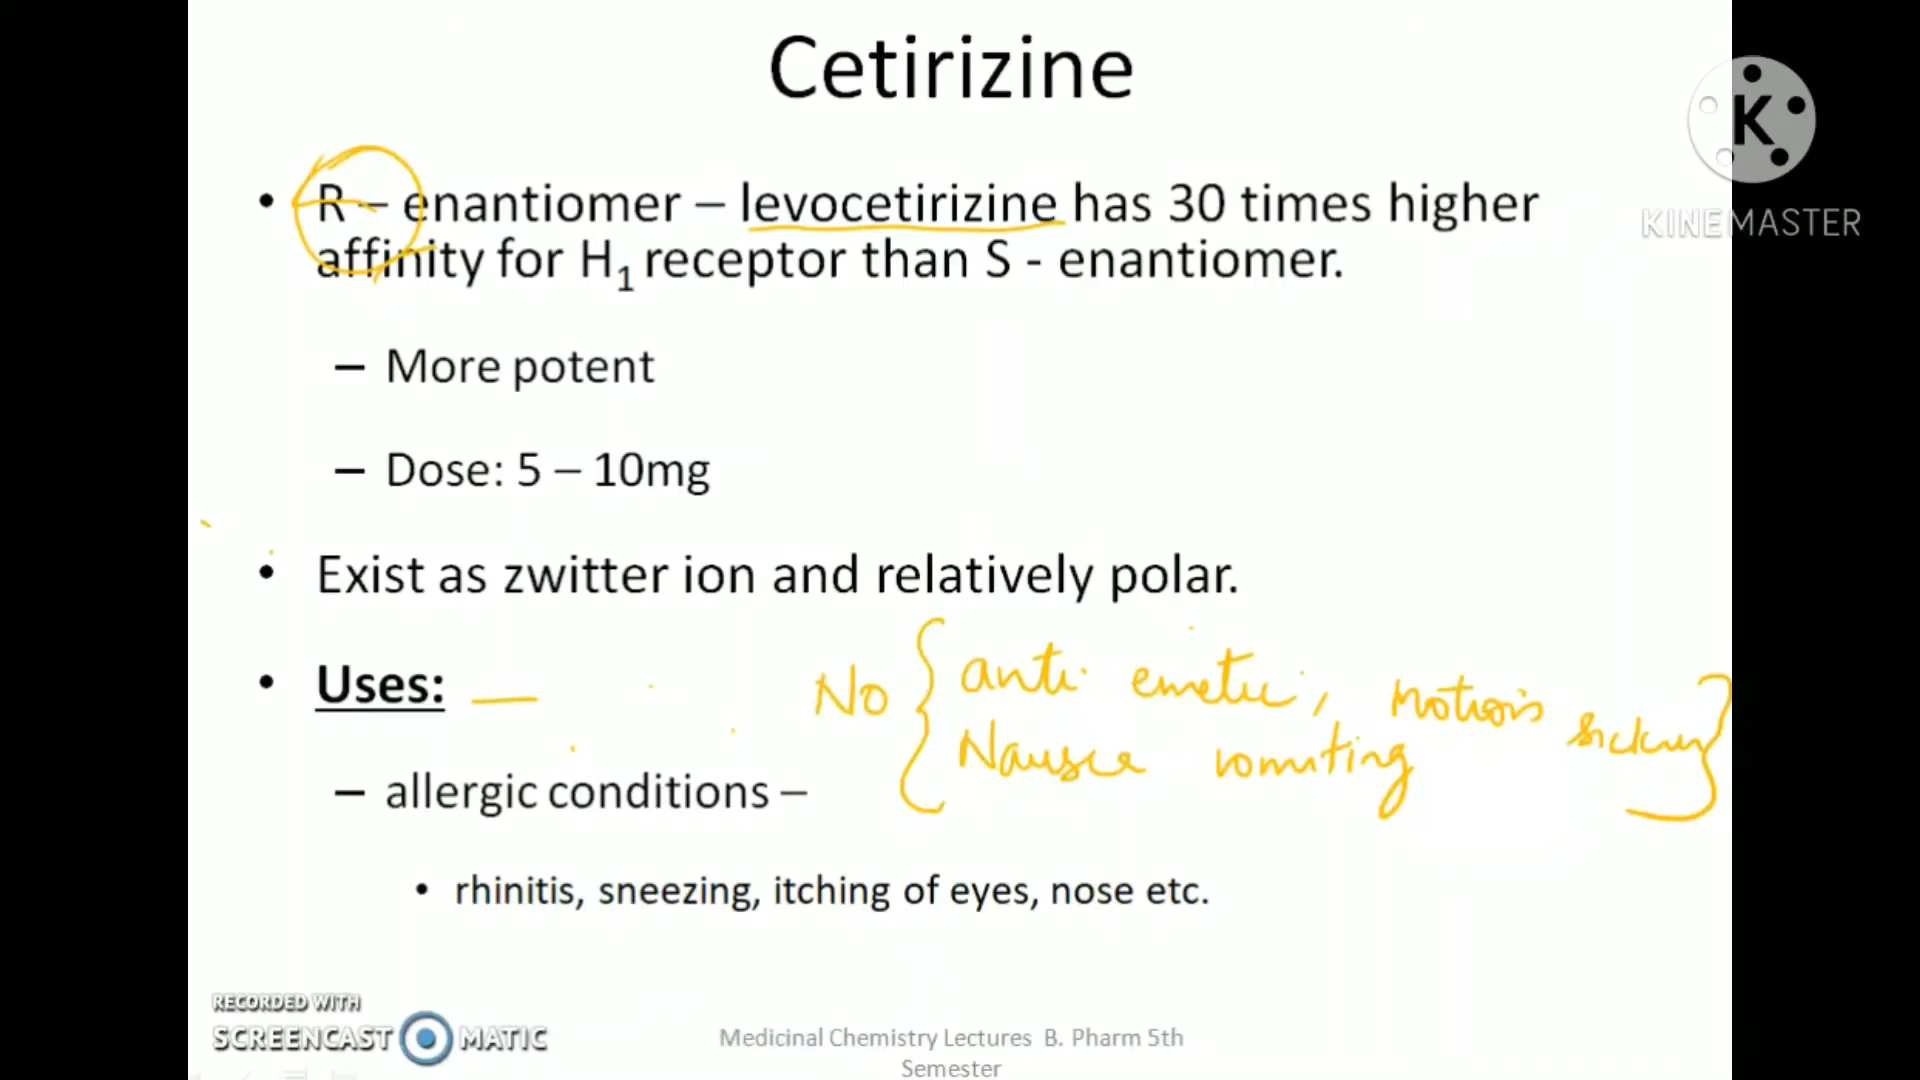 Cetirizine
• R – enantiomer – levocetirizine has 30 times higher
affinity for H1 receptor than S - enantiomer.
– More potent
– Dose: 5 – 10mg
• Exist as zwitter ion and relatively polar.
• Uses:
No { anti emetic, Motion sickness }
Nausea vomiting
– allergic conditions –
• rhinitis, sneezing, itching of eyes, nose etc.
K
KINEMASTER
RECORDED WITH
SCREENCAST MATIC
Medicinal Chemistry Lectures B. Pharm 5th
Semester